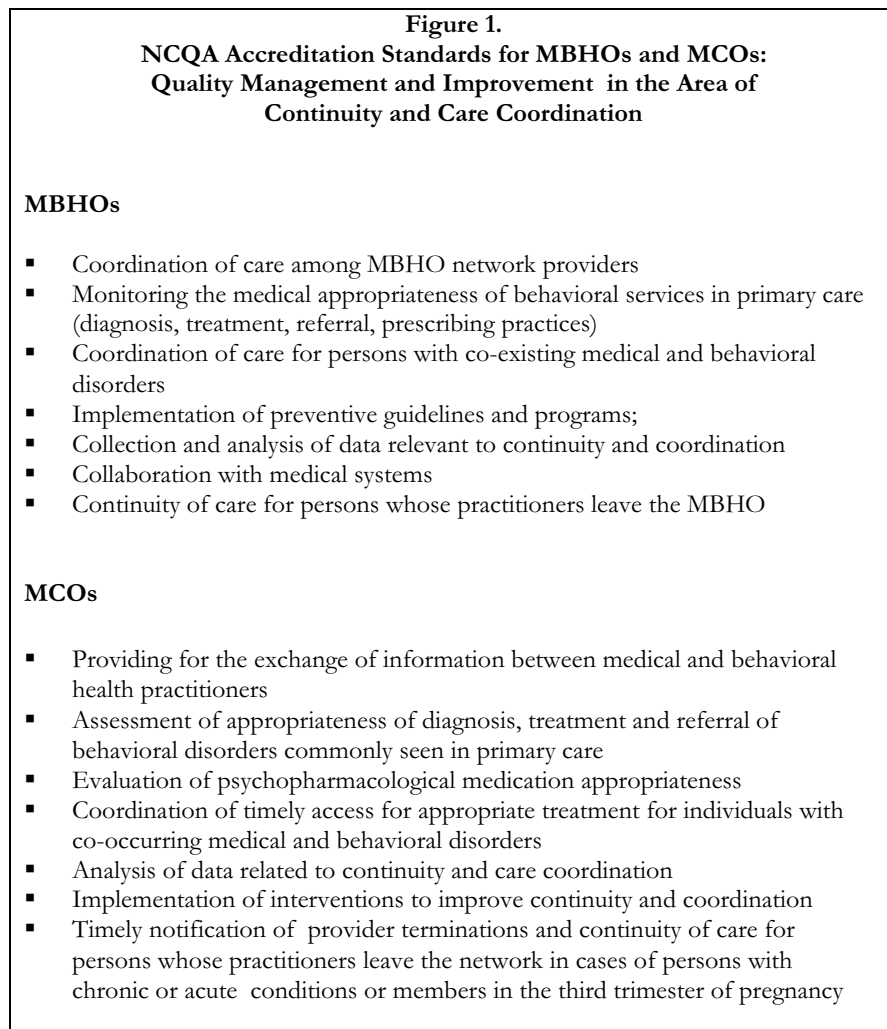 Figure 1.
NCQA Accreditation Standards for MBHOs and MCOs:
Quality Management and Improvement in the Area of
Continuity and Care Coordination
MBHOs
▪ Coordination of care among MBHO network providers
▪ Monitoring the medical appropriateness of behavioral services in primary care
(diagnosis, treatment, referral, prescribing practices)
▪ Coordination of care for persons with co-existing medical and behavioral
disorders
▪ Implementation of preventive guidelines and programs;
▪ Collection and analysis of data relevant to continuity and coordination
▪ Collaboration with medical systems
▪ Continuity of care for persons whose practitioners leave the MBHO
MCOs
▪ Providing for the exchange of information between medical and behavioral
health practitioners
▪ Assessment of appropriateness of diagnosis, treatment and referral of
behavioral disorders commonly seen in primary care
▪ Evaluation of psychopharmacological medication appropriateness
▪ Coordination of timely access for appropriate treatment for individuals with
co-occurring medical and behavioral disorders
▪ Analysis of data related to continuity and care coordination
▪ Implementation of interventions to improve continuity and coordination
▪ Timely notification of provider terminations and continuity of care for
persons whose practitioners leave the network in cases of persons with
chronic or acute conditions or members in the third trimester of pregnancy